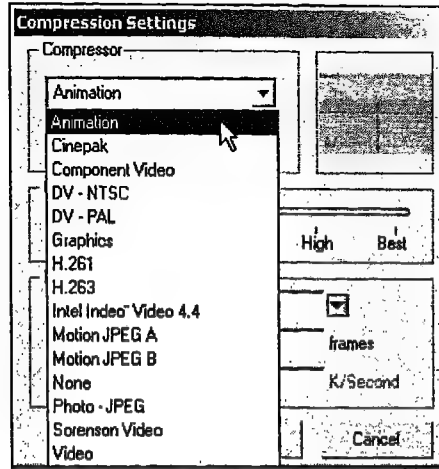 Compression Settings
Compressor
Animation
Animation
Cinepak
Component Video
DV - NTSC
DV - PAL
Graphics
H.261
H.263
Intel Indeo™ Video 4.4
Motion JPEG A
Motion JPEG B
None
Photo - JPEG
Sorenson Video
Video
High Best
frames
K/Second
Cancel